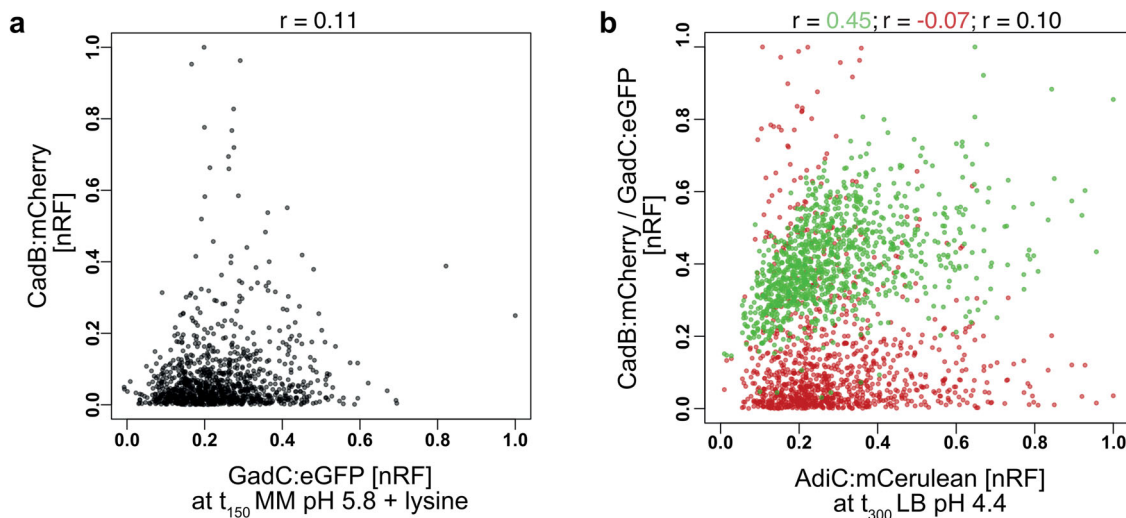 a
r = 0.11
CadB:mCherry
[nRF]
1.0
0.8
0.6
0.4
0.2
0.0
0.0 0.2 0.4 0.6 0.8 1.0
GadC:eGFP [nRF]
at t150 MM pH 5.8 + lysine
b
r = 0.45; r = -0.07; r = 0.10
CadB:mCherry / GadC:eGFP
[nRF]
1.0
0.8
0.6
0.4
0.2
0.0
0.0 0.2 0.4 0.6 0.8 1.0
AdiC:mCerulean [nRF]
at t300 LB pH 4.4